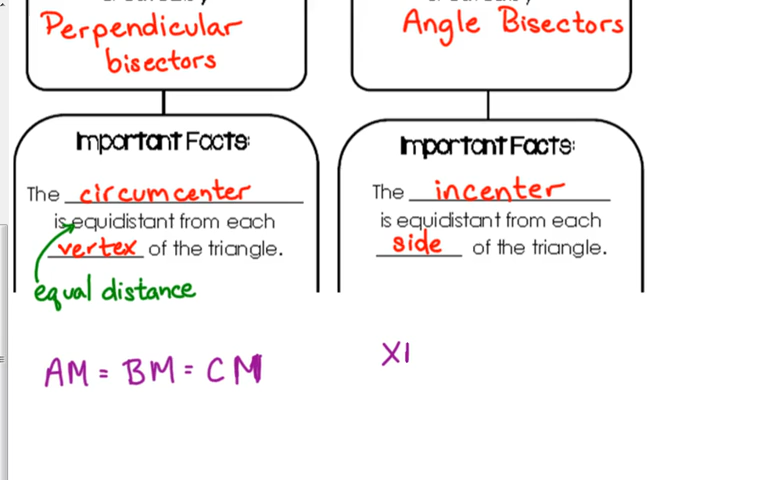 Perpendicular
bisectors
Important Facts:
The circumcenter
is equidistant from each
vertex of the triangle.
equal distance
AM = BM = CM
Angle Bisectors
Important Facts:
The incenter
is equidistant from each
side of the triangle.
XI